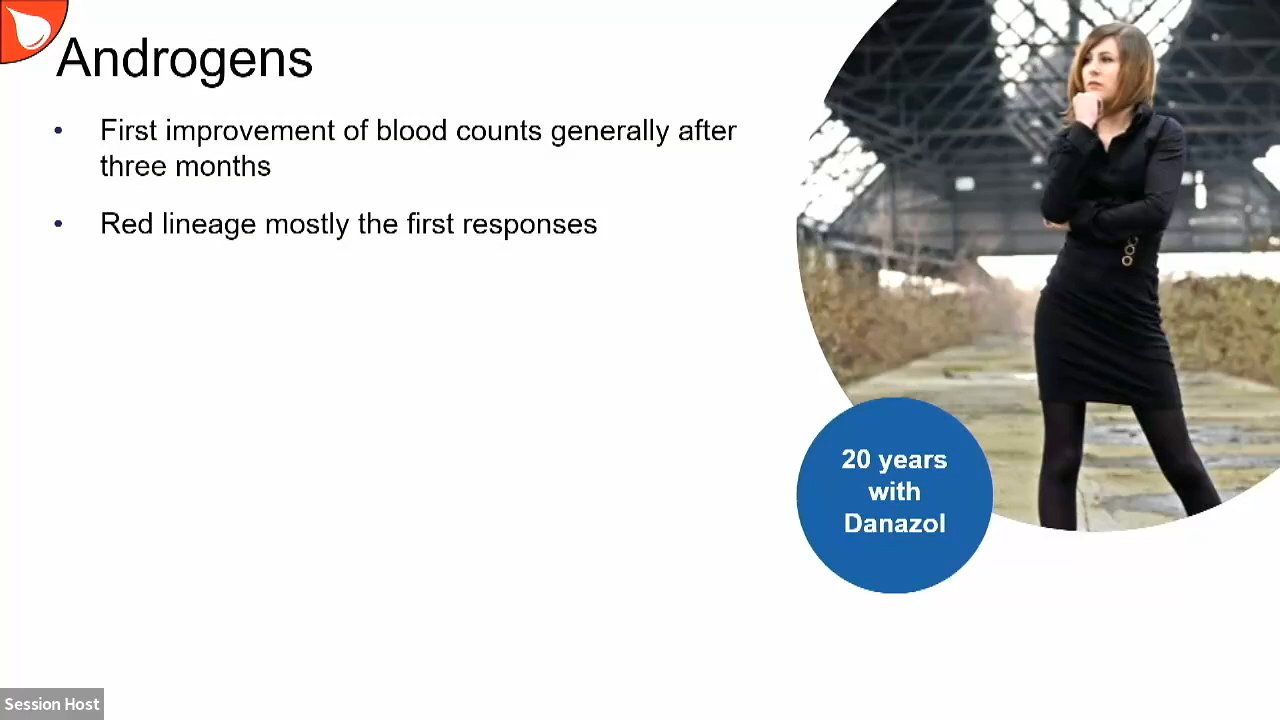 Androgens
• First improvement of blood counts generally after
three months
• Red lineage mostly the first responses
20 years
with
Danazol
Session Host